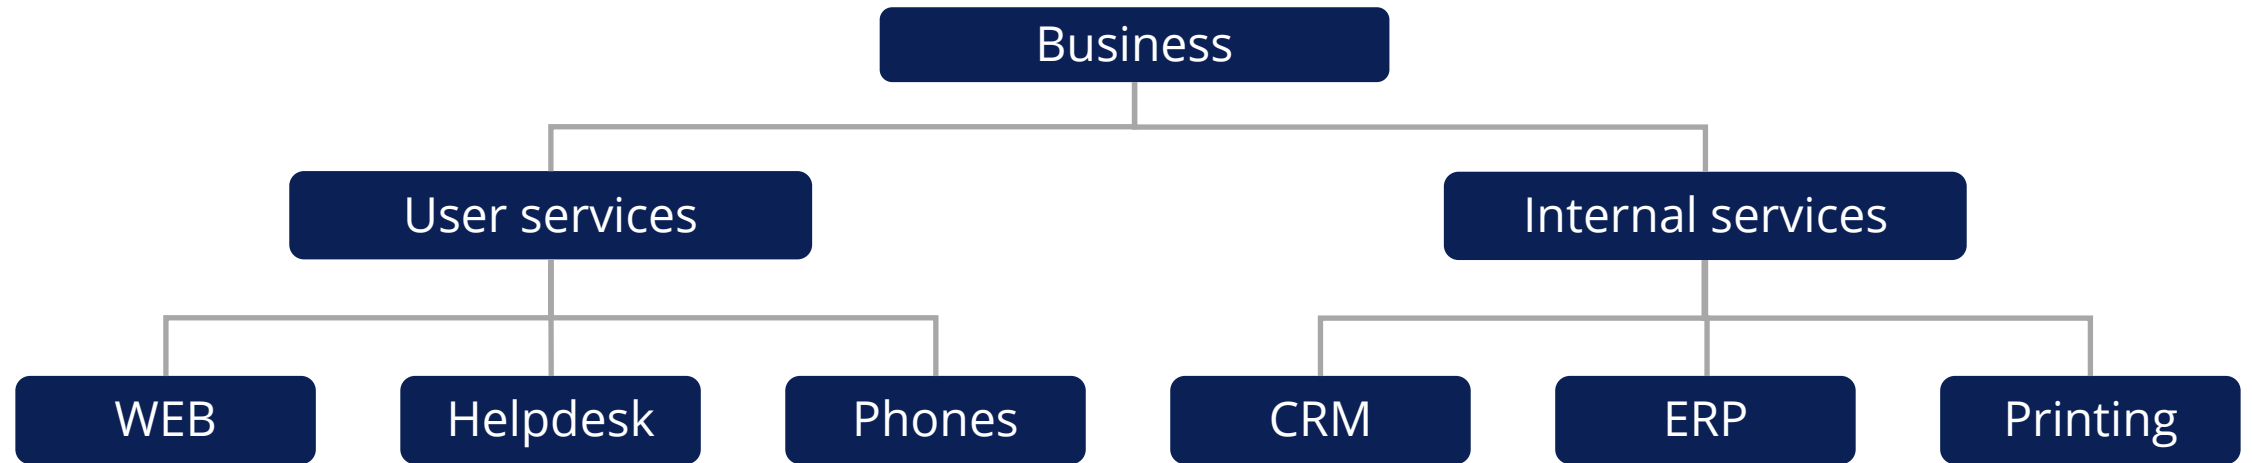 Business
User services
Internal services
WEB
Helpdesk
Phones
CRM
ERP
Printing